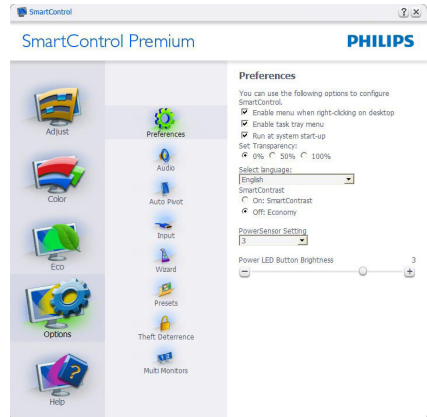 SmartControl
? x
SmartControl Premium
PHILIPS
Adjust
Color
Eco
Options
Help
Preferences
Audio
Auto Pivot
Input
Wizard
Presets
Theft Deterrence
Multi Monitors
Preferences
You can use the following options to configure
SmartControl.
Enable menu when right-clicking on desktop
Enable task tray menu
Run at system start-up
Set Transparency:
0% 50% 100%
Select language:
English
SmartContrast
On: SmartContrast
Off: Economy
PowerSensor Setting
3
Power LED Button Brightness 3